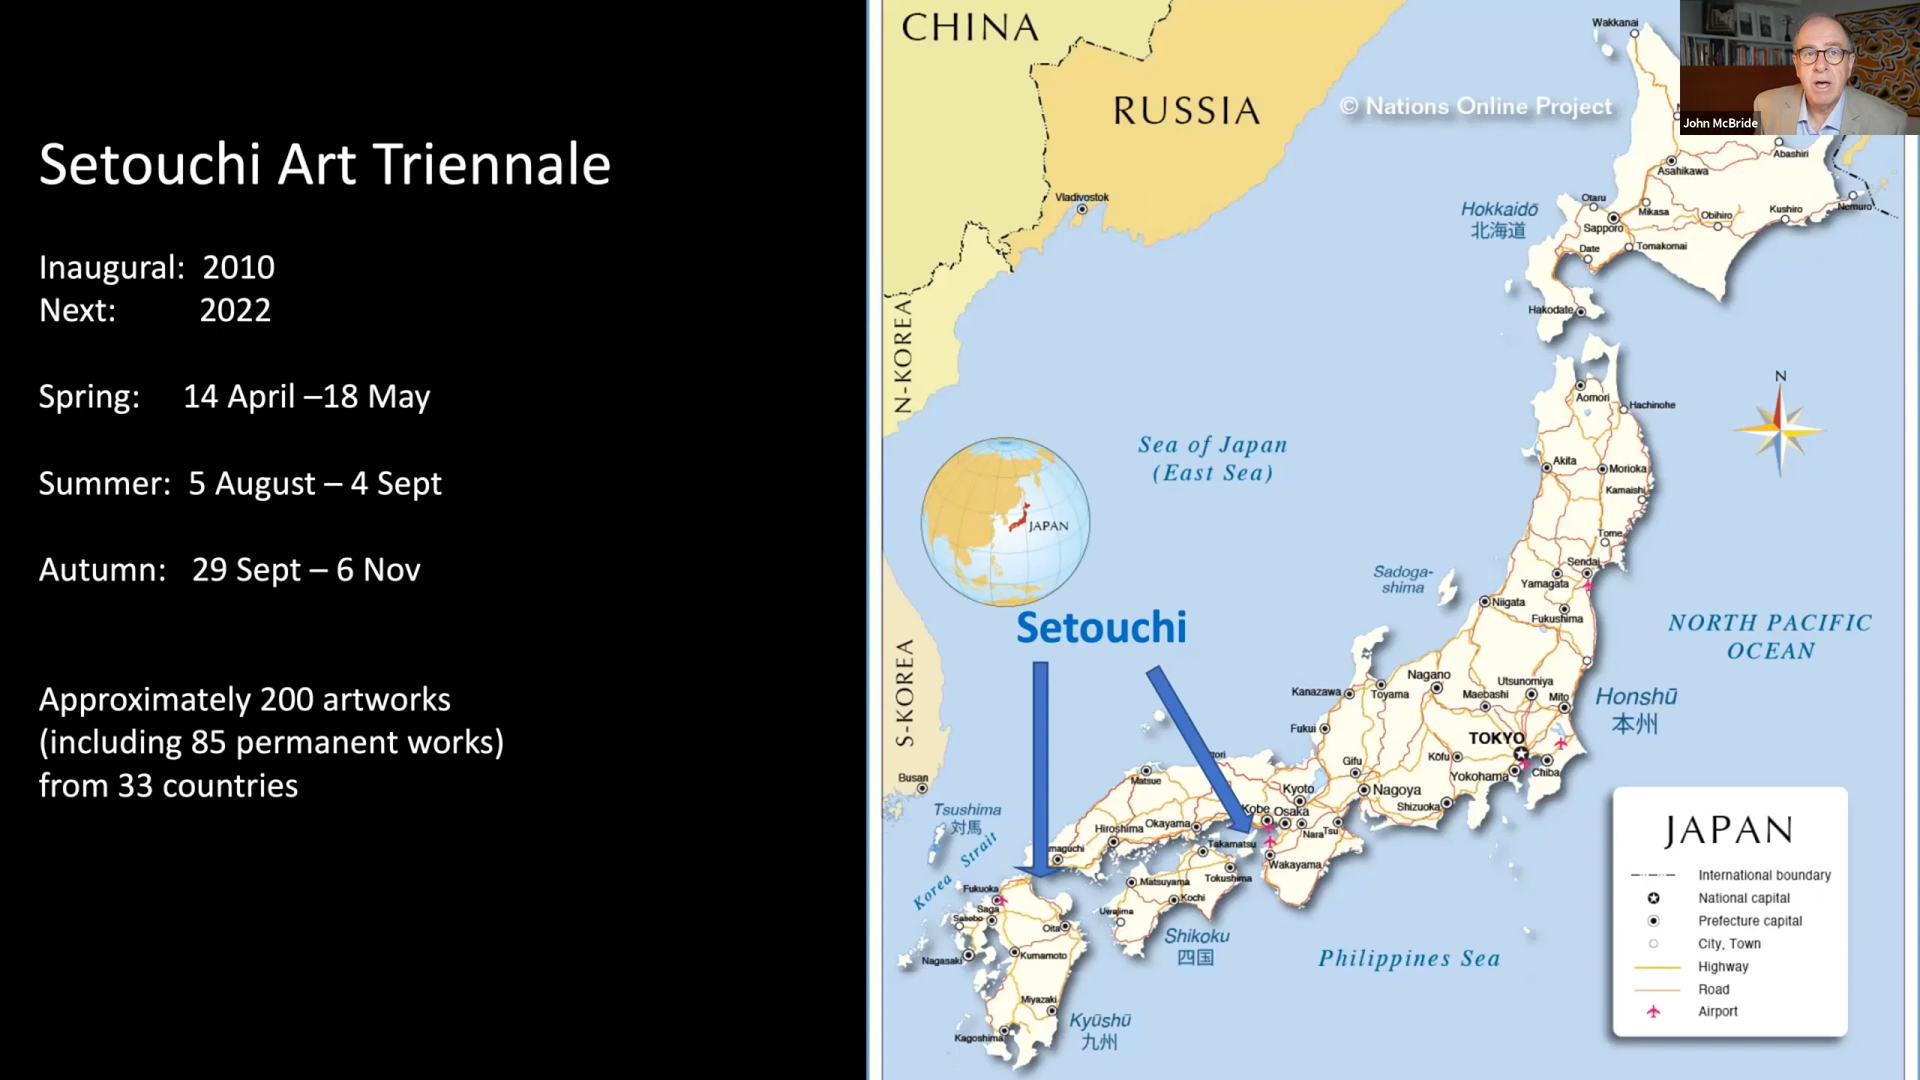 Setouchi Art Triennale
Inaugural: 2010
Next: 2022
Spring: 14 April –18 May
Summer: 5 August – 4 Sept
Autumn: 29 Sept – 6 Nov
Approximately 200 artworks
(including 85 permanent works)
from 33 countries
CHINA
RUSSIA
© Nations Online Project
John McBride
Wakkanai
Abashiri
Asahikawa
Vladivostok
Otaru
Mikasa
Obihiro
Kushiro
Nemuro
Hokkaidō
北海道
Sapporo
Tomakomai
Date
Hakodate
N-KOREA
N
Aomori
Hachinohe
Sea of Japan
(East Sea)
Akita
Morioka
Kamaishi
JAPAN
Tome
Sendai
Sadoga-
shima
Yamagata
Niigata
Fukushima
Setouchi
NORTH PACIFIC
OCEAN
S-KOREA
Nagano
Utsunomiya
Kanazawa
Toyama
Maebashi
Mito
Honshū
本州
Fukui
TOKYO
Kōfu
Gifu
Yokohama
Chiba
Busan
Matsue
Kyoto
Nagoya
Shizuoka
Tsushima
対馬
Kobe
Osaka
Hiroshima
Okayama
Nara
Tsu
Korea Strait
Takamatsu
Wakayama
Fukuoka
Matsuyama
Tokushima
Saga
Kochi
Sasebo
Uwajima
Oita
Shikoku
四国
Nagasaki
Kumamoto
Philippines Sea
Miyazaki
Kyūshū
九州
Kagoshima
JAPAN
International boundary
National capital
Prefecture capital
City, Town
Highway
Road
Airport